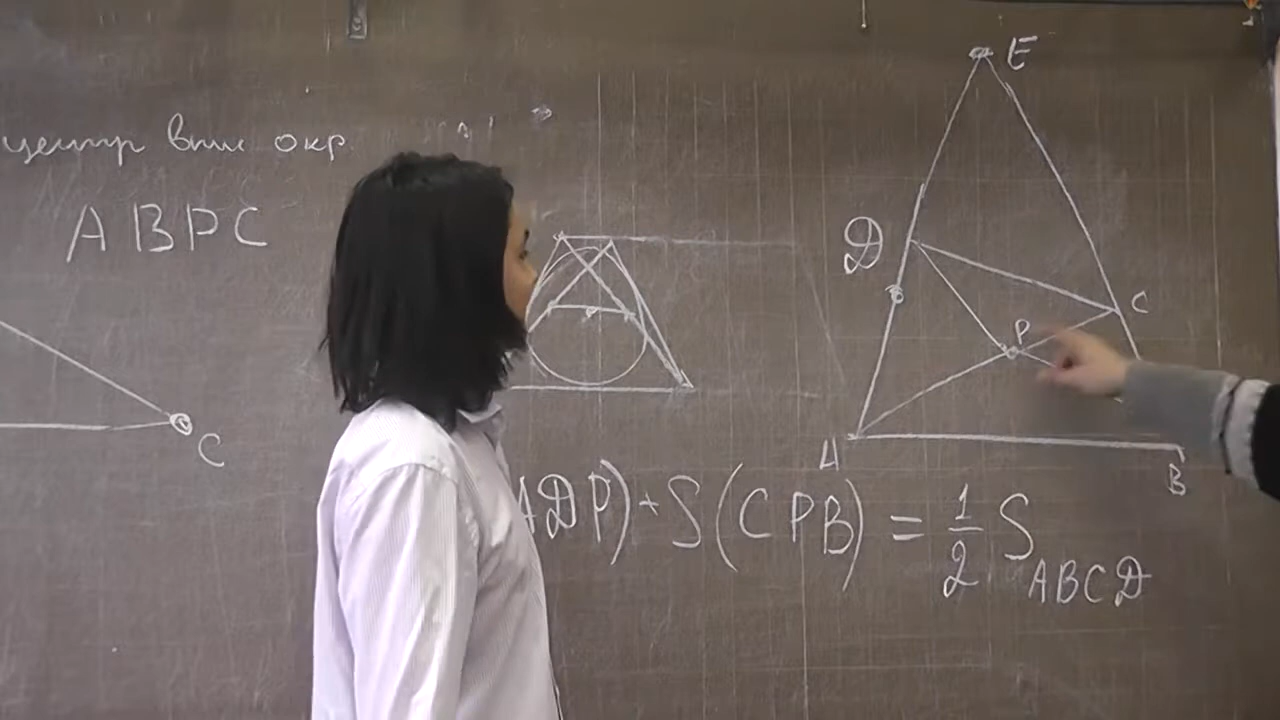 центр впис окр.
ABPC
C
E
D
C
P
A
B
ADP) + S(CPB) = 1/2 S ABCD